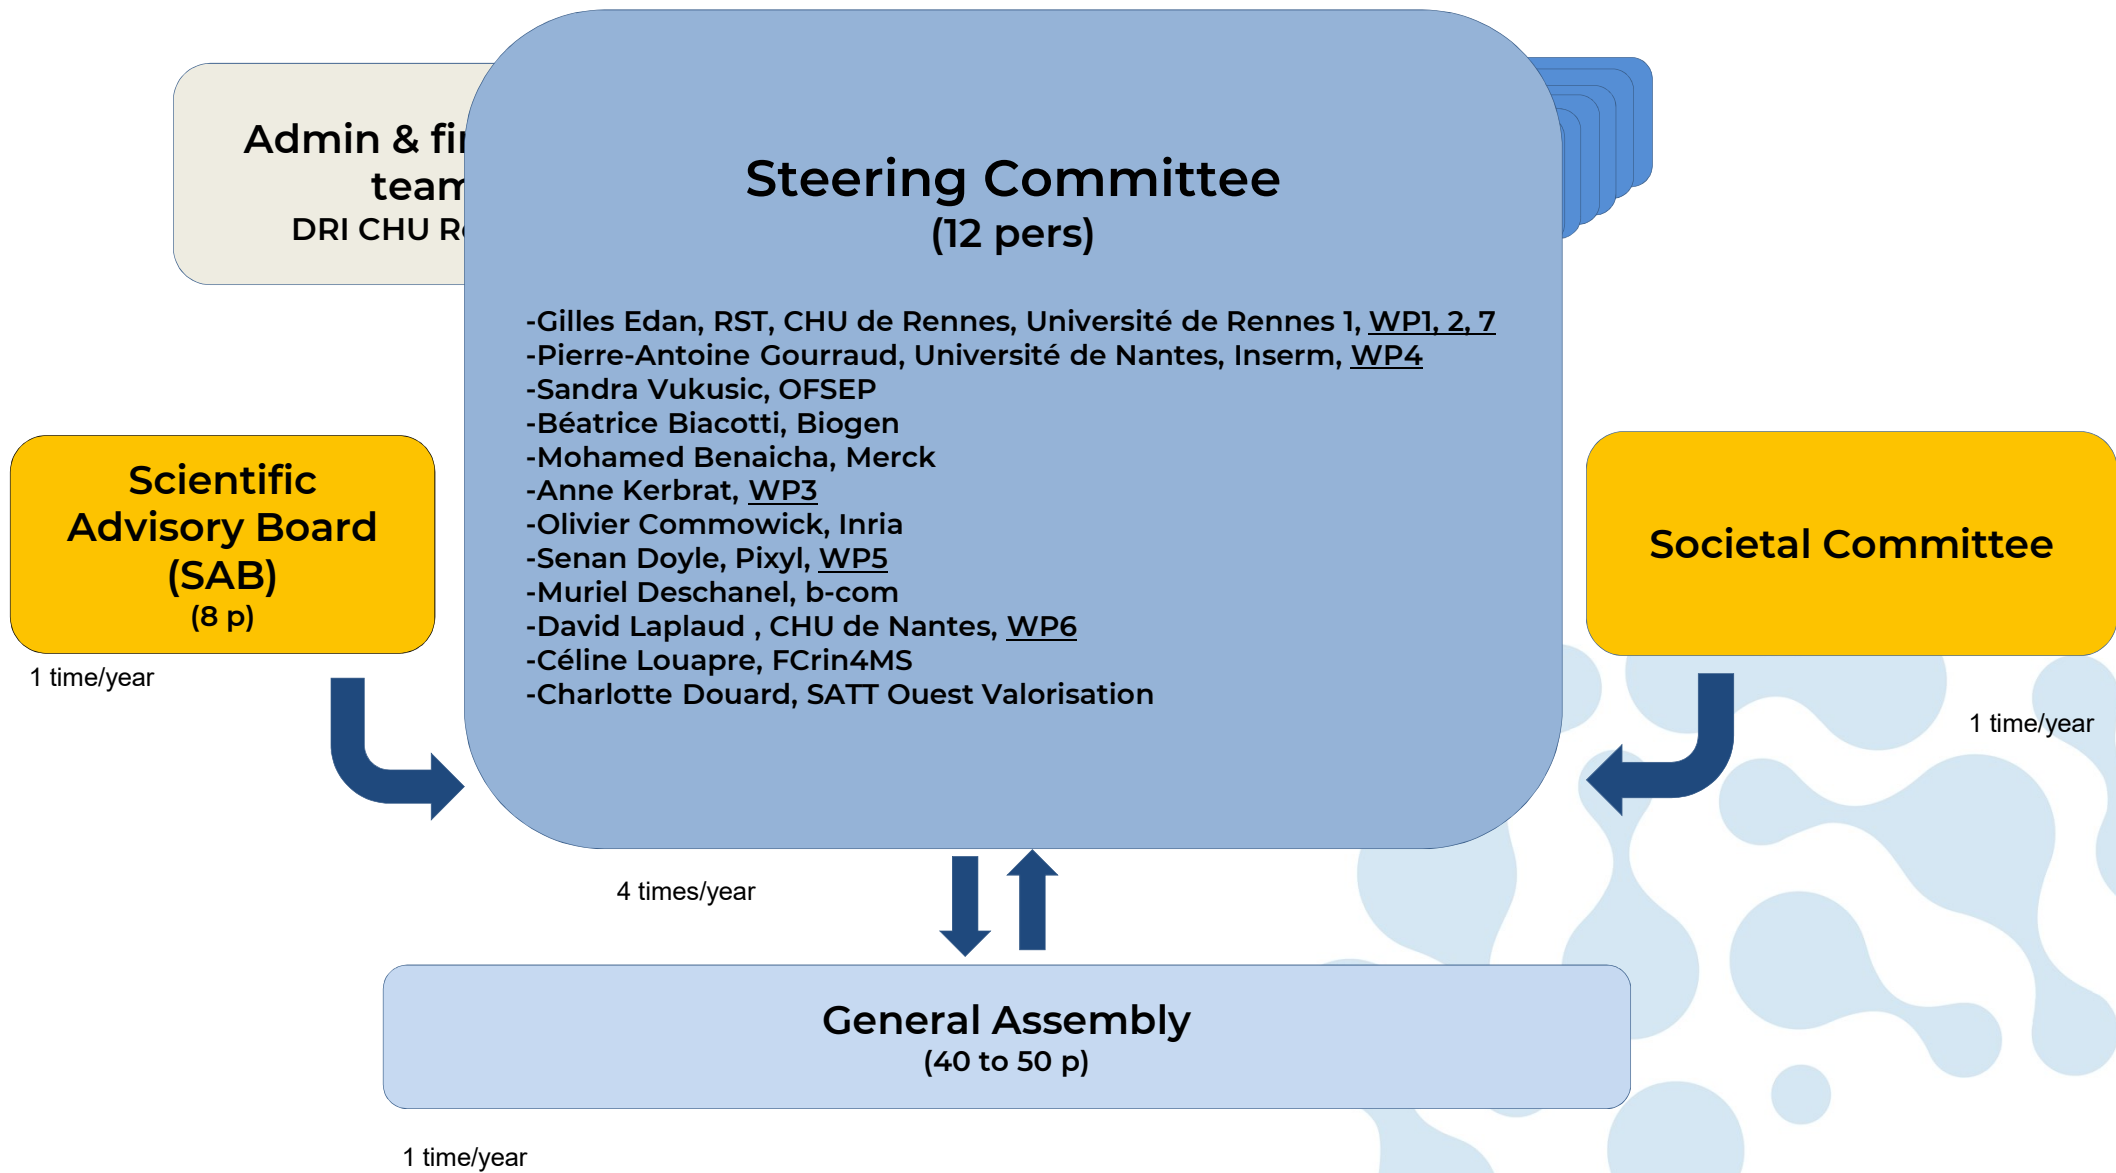 Admin &
DRI CHU
Steering Committee
(12 pers)
-Gilles Edan, RST, CHU de Rennes, Université de Rennes 1, WP1, 2, 7
-Pierre-Antoine Gourraud, Université de Nantes, Inserm, WP4
-Sandra Vukusic, OFSEP
-Béatrice Biacotti, Biogen
-Mohamed Benaicha, Merck
-Anne Kerbrat, WP3
-Olivier Commowick, Inria
-Senan Doyle, Pixyl, WP5
-Muriel Deschanel, b-com
-David Laplaud , CHU de Nantes, WP6
-Céline Louapre, FCrin4MS
-Charlotte Douard, SATT Ouest Valorisation
Scientific
Advisory Board
(SAB)
(8 p)
1 time/year
Societal Committee
1 time/year
4 times/year
General Assembly
(40 to 50 p)
1 time/year